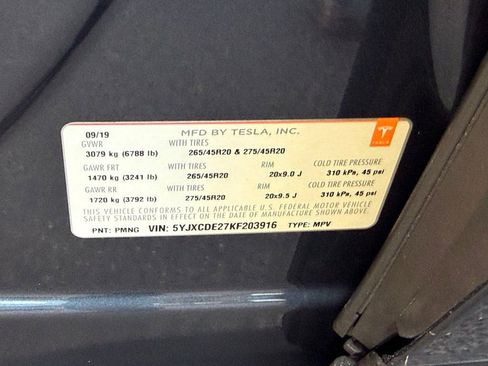 09/19 MFD BY TESLA, INC.
TESLA
GVWR WITH TIRES
3079 kg (6788 lb) 265/45R20 & 275/45R20
GAWR FRT WITH TIRES RIM COLD TIRE PRESSURE
1470 kg (3241 lb) 265/45R20 20x9.0 J 310 kPa, 45 psi
GAWR RR WITH TIRES RIM COLD TIRE PRESSURE
1720 kg (3792 lb) 275/45R20 20x9.5 J 310 kPa, 45 psi
THIS VEHICLE CONFORMS TO ALL APPLICABLE U.S. FEDERAL MOTOR VEHICLE
SAFETY STANDARDS IN EFFECT ON THE DATE OF MANUFACTURE SHOWN ABOVE.
PNT: PMNG VIN: 5YJXCDE27KF203916 TYPE: MPV